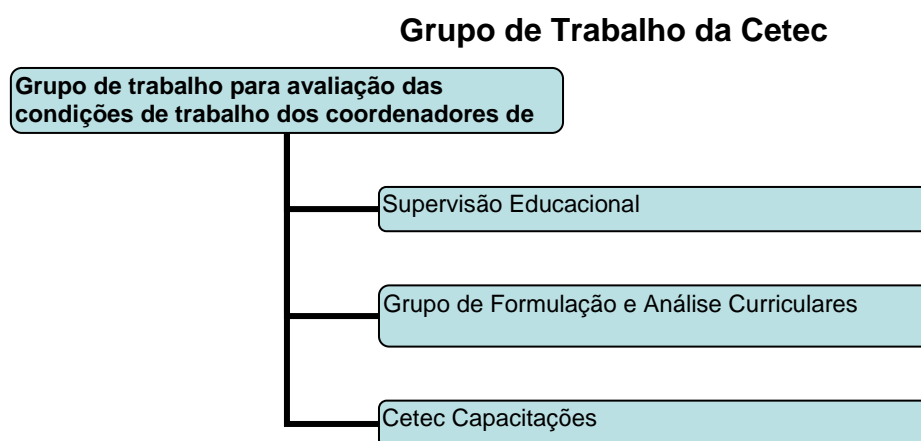 Grupo de Trabalho da Cetec
Grupo de trabalho para avaliação das
condições de trabalho dos coordenadores de
Supervisão Educacional
Grupo de Formulação e Análise Curriculares
Cetec Capacitações